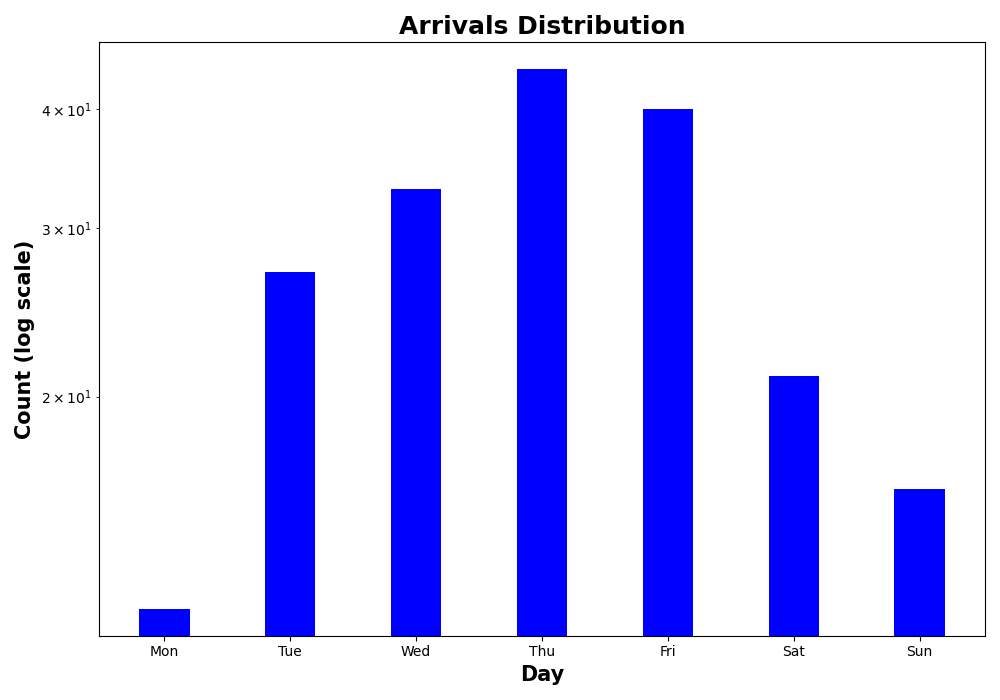 Arrivals Distribution
4 × 10¹
3 × 10¹
2 × 10¹
Count (log scale)
Mon Tue Wed Thu Fri Sat Sun
Day